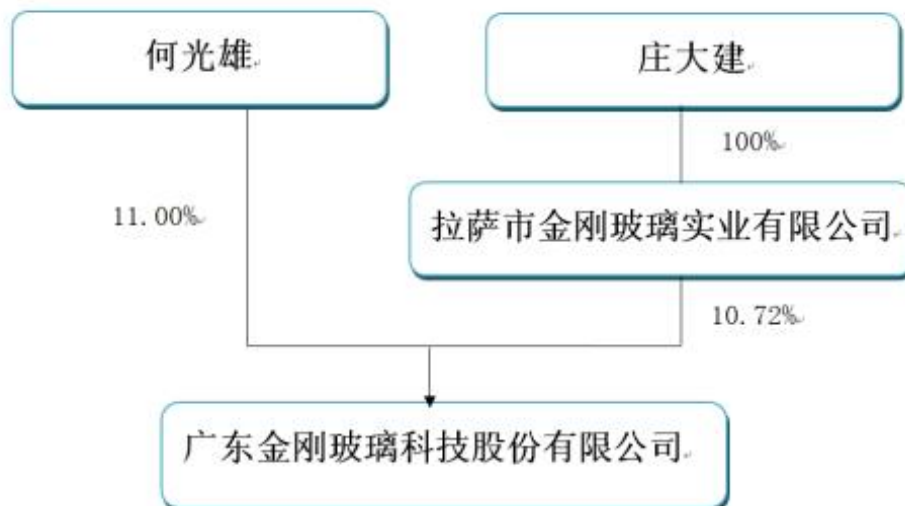 何光雄
庄大建
100%
11.00%
拉萨市金刚玻璃实业有限公司
10.72%
广东金刚玻璃科技股份有限公司